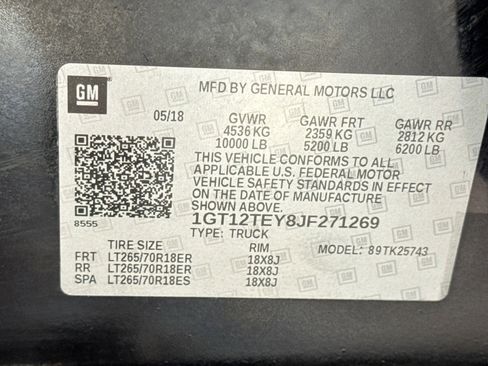 GM
MFD BY GENERAL MOTORS LLC
05/18 GVWR GAWR FRT GAWR RR
4536 KG 2359 KG 2812 KG
10000 LB 5200 LB 6200 LB
THIS VEHICLE CONFORMS TO ALL
APPLICABLE U.S. FEDERAL MOTOR
VEHICLE SAFETY STANDARDS IN EFFECT
ON THE DATE OF MANUFACTURE
SHOWN ABOVE.
8555 1GT12TEY8JF271269
TYPE: TRUCK MODEL: 89TK25743
TIRE SIZE RIM
FRT LT265/70R18ER 18X8J
RR LT265/70R18ER 18X8J
SPA LT265/70R18ES 18X8J